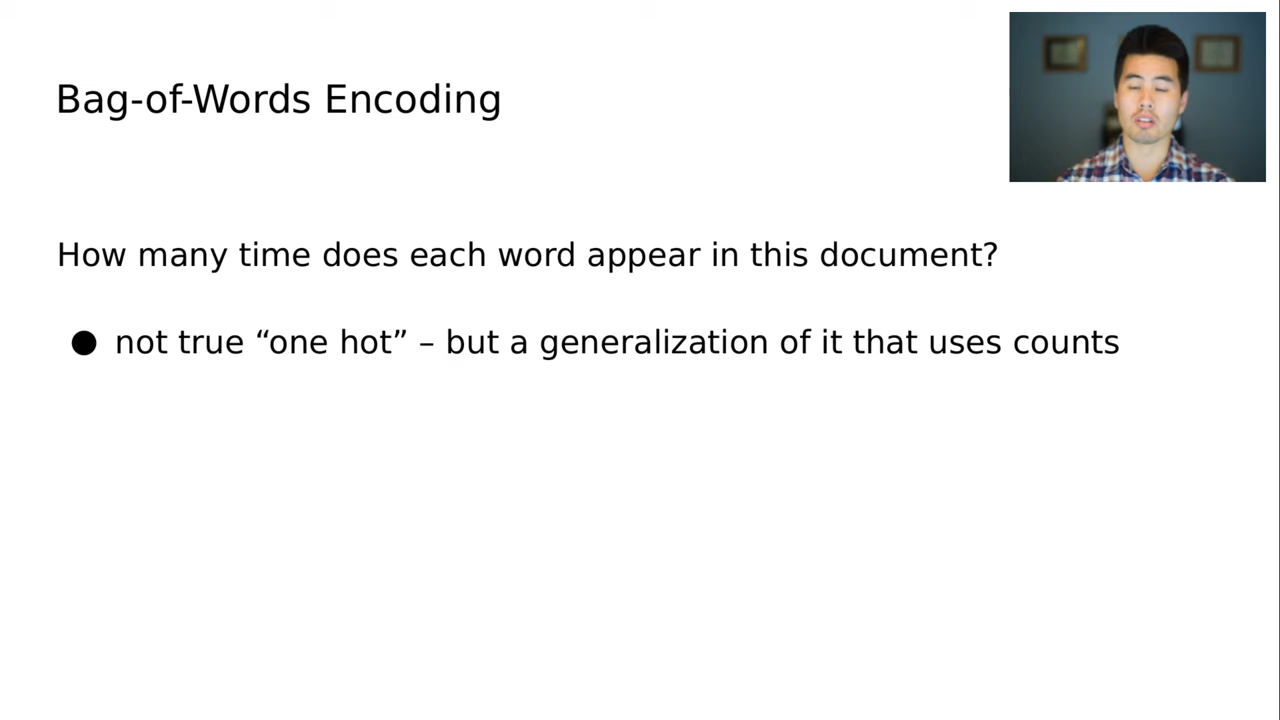 Bag-of-Words Encoding
How many time does each word appear in this document?
● not true “one hot” – but a generalization of it that uses counts